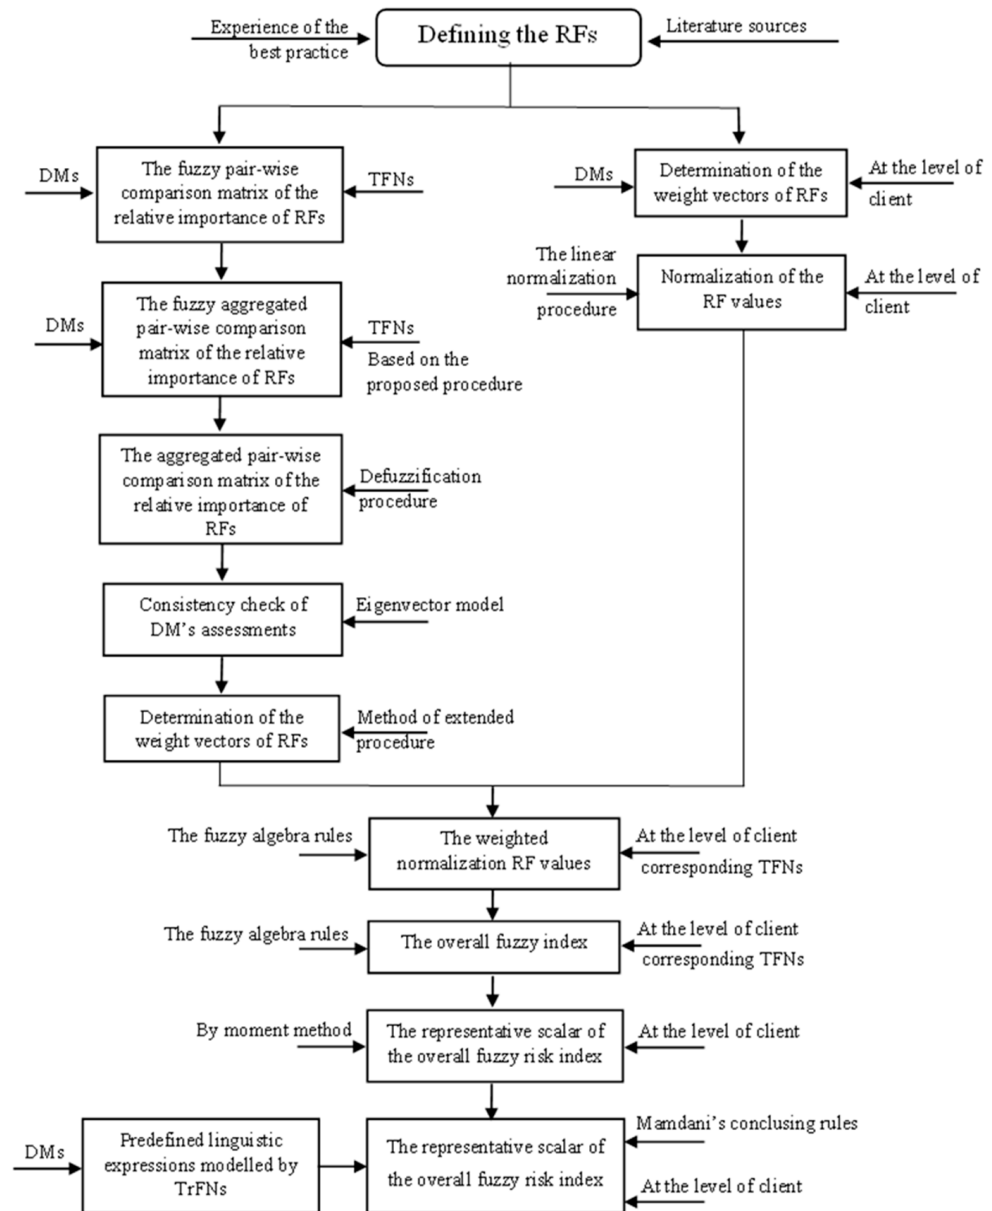 Experience of the
best practice
Defining the RFs
Literature sources
DMs
The fuzzy pair-wise
comparison matrix of the
relative importance of RFs
TFNs
DMs
Determination of the
weight vectors of RFs
At the level of
client
The linear
normalization
procedure
Normalization of the
RF values
At the level of
client
DMs
The fuzzy aggregated
pair-wise comparison
matrix of the relative
importance of RFs
TFNs
Based on the
proposed procedure
The aggregated pair-wise
comparison matrix of the
relative importance of
RFs
Defuzzification
procedure
Consistency check of
DM's assessments
Eigenvector model
Determination of the
weight vectors of RFs
Method of extended
procedure
The fuzzy algebra rules
The weighted
normalization RF values
At the level of client
corresponding TFNs
The fuzzy algebra rules
The overall fuzzy index
At the level of client
corresponding TFNs
By moment method
The representative scalar of
the overall fuzzy risk index
At the level of client
DMs
Predefined linguistic
expressions modelled by
TrFNs
The representative scalar of
the overall fuzzy risk index
Mamdani's conclusing rules
At the level of client